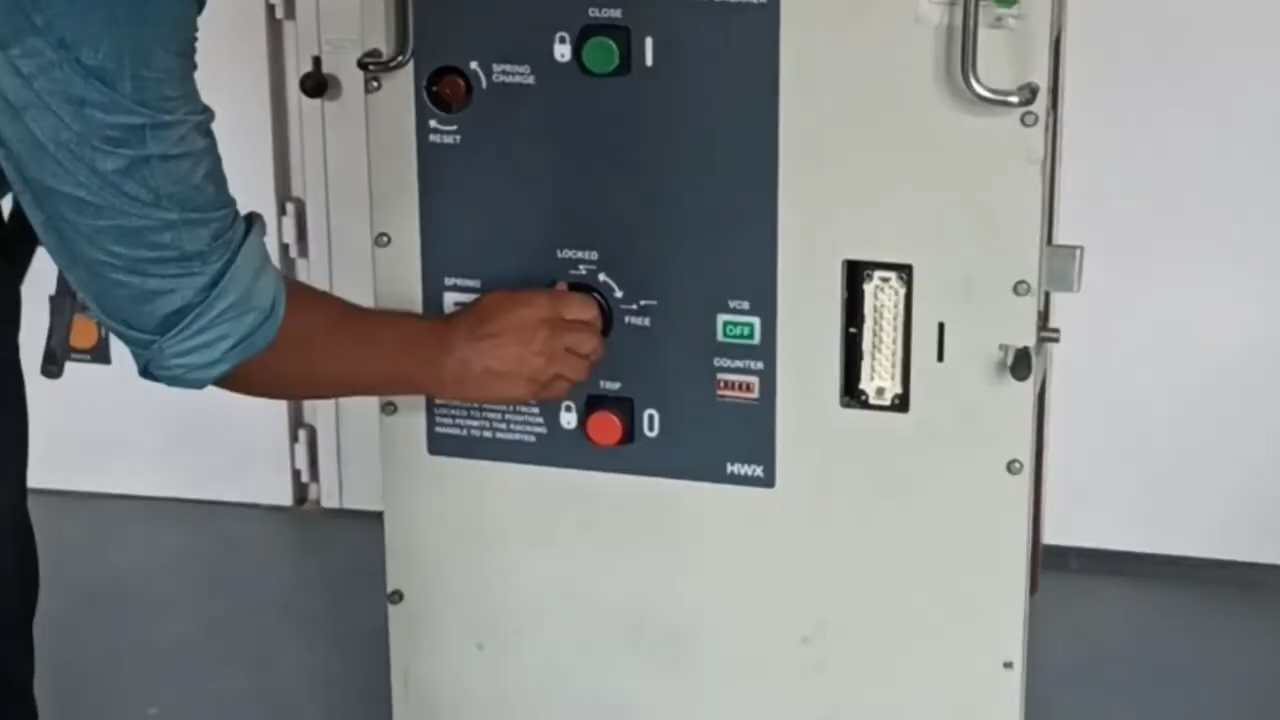 CLOSE
SPRING
CHARGE
RESET
LOCKED
SPRING
FREE
VCB
OFF
COUNTER
TRIP
LOCKED TO FREE POSITION.
THIS PERMITS THE RACKING
HANDLE TO BE INSERTED
HWX